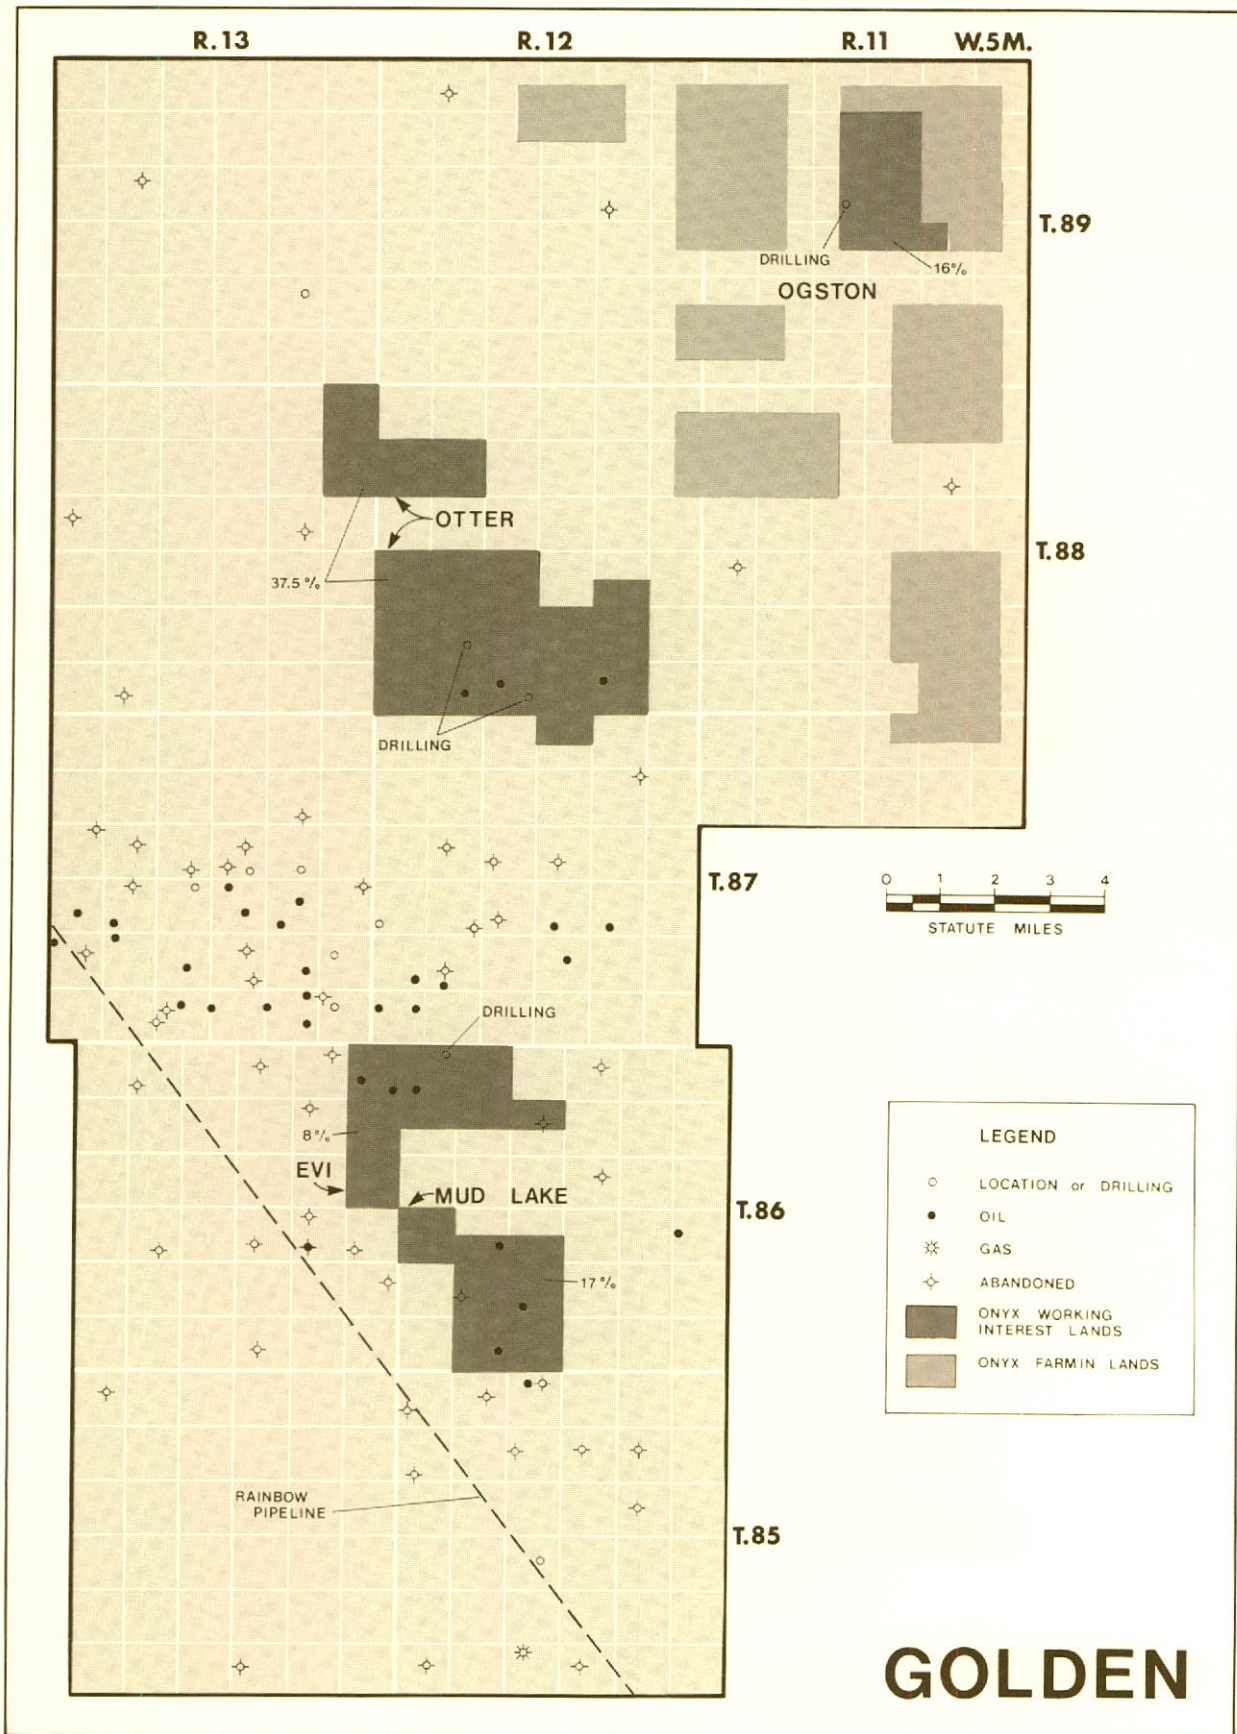 R.13 R.12 R.11 W.5M.
T.89
DRILLING
16%
OGSTON
OTTER
T.88
37.5%
DRILLING
T.87
0 1 2 3 4
STATUTE MILES
DRILLING
LEGEND
8%
EVI
LOCATION or DRILLING
MUD LAKE
T.86
OIL
GAS
17%
ABANDONED
ONYX WORKING
INTEREST LANDS
ONYX FARMIN LANDS
RAINBOW
PIPELINE
T.85
GOLDEN